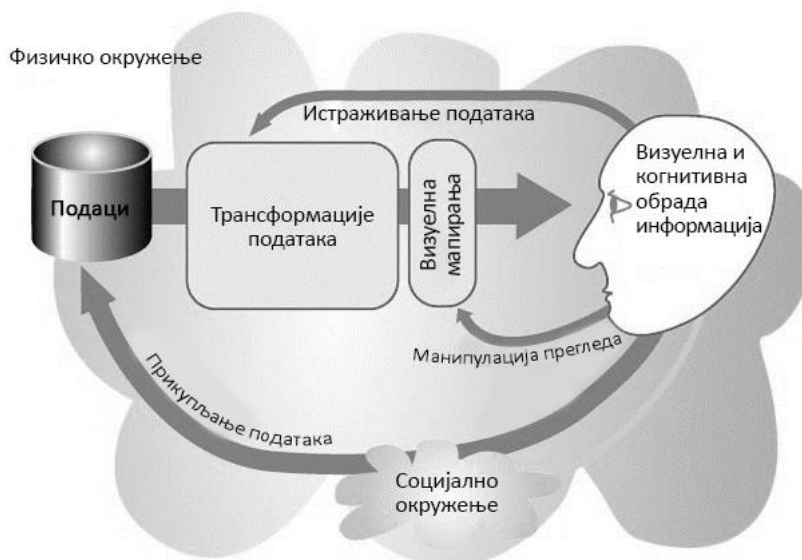 Физичко окружење
Истраживање података
Подаци
Трансформације
података
Визуелна
мапирања
Визуелна и
когнитивна
обрада
информација
Манипулација прегледа
Прикупљање података
Социјално
окружење